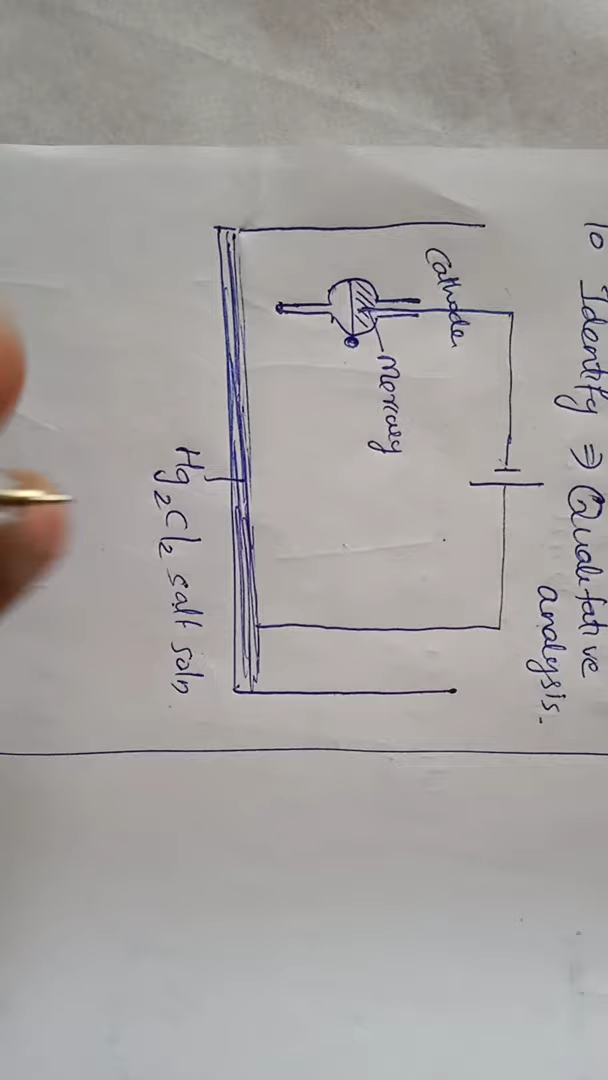 To Identify ⇒ Qualitative
analysis.
Cathode
Mercury
Hg₂Cl₂ salt soln.